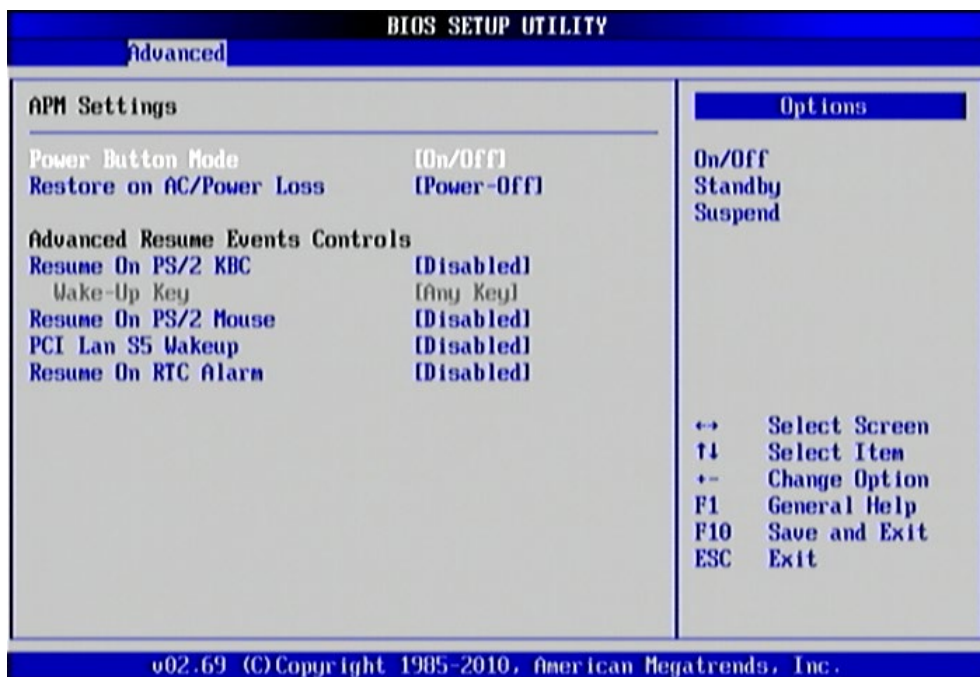 BIOS SETUP UTILITY
Advanced
APM Settings
Power Button Mode [On/Off]
Restore on AC/Power Loss [Power-Off]
Advanced Resume Events Controls
Resume On PS/2 KBC [Disabled]
Wake-Up Key [Any Key]
Resume On PS/2 Mouse [Disabled]
PCI Lan S5 Wakeup [Disabled]
Resume On RTC Alarm [Disabled]
Options
On/Off
Standby
Suspend
↔ Select Screen
↑↓ Select Item
+- Change Option
F1 General Help
F10 Save and Exit
ESC Exit
v02.69 (C)Copyright 1985-2010, American Megatrends, Inc.